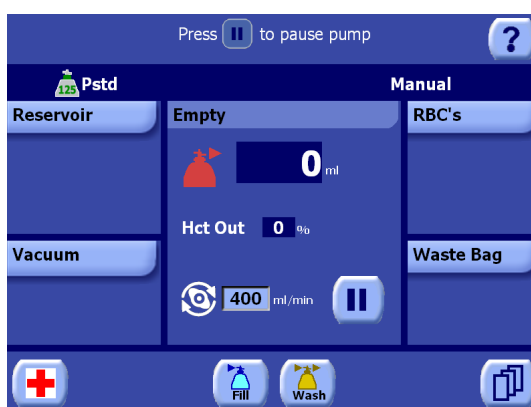 Press to pause pump
?
125 Pstd
Manual
Reservoir
Empty
RBC's
0 ml
Hct Out 0 %
Vacuum
Waste Bag
400 ml/min
Fill
Wash